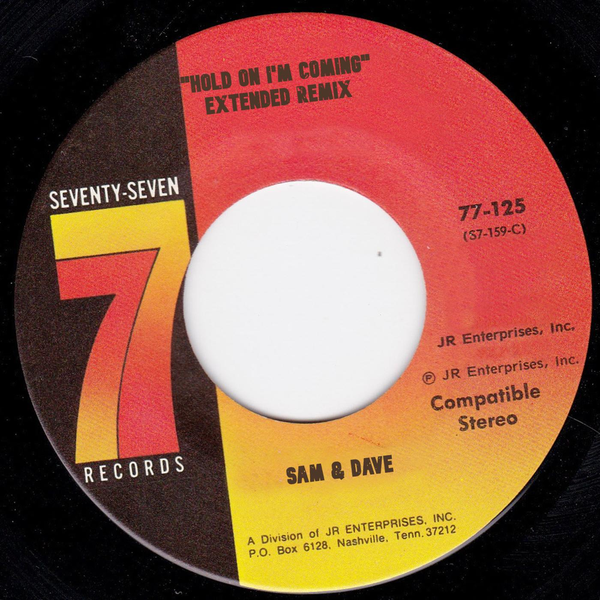 "HOLD ON I'M COMING"
EXTENDED REMIX
SEVENTY-SEVEN
7
RECORDS
77-125
(S7-159-C)
JR Enterprises, Inc.
Ⓟ JR Enterprises, Inc.
Compatible
Stereo
SAM & DAVE
A Division of JR ENTERPRISES, INC.
P.O. Box 6128, Nashville, Tenn. 37212